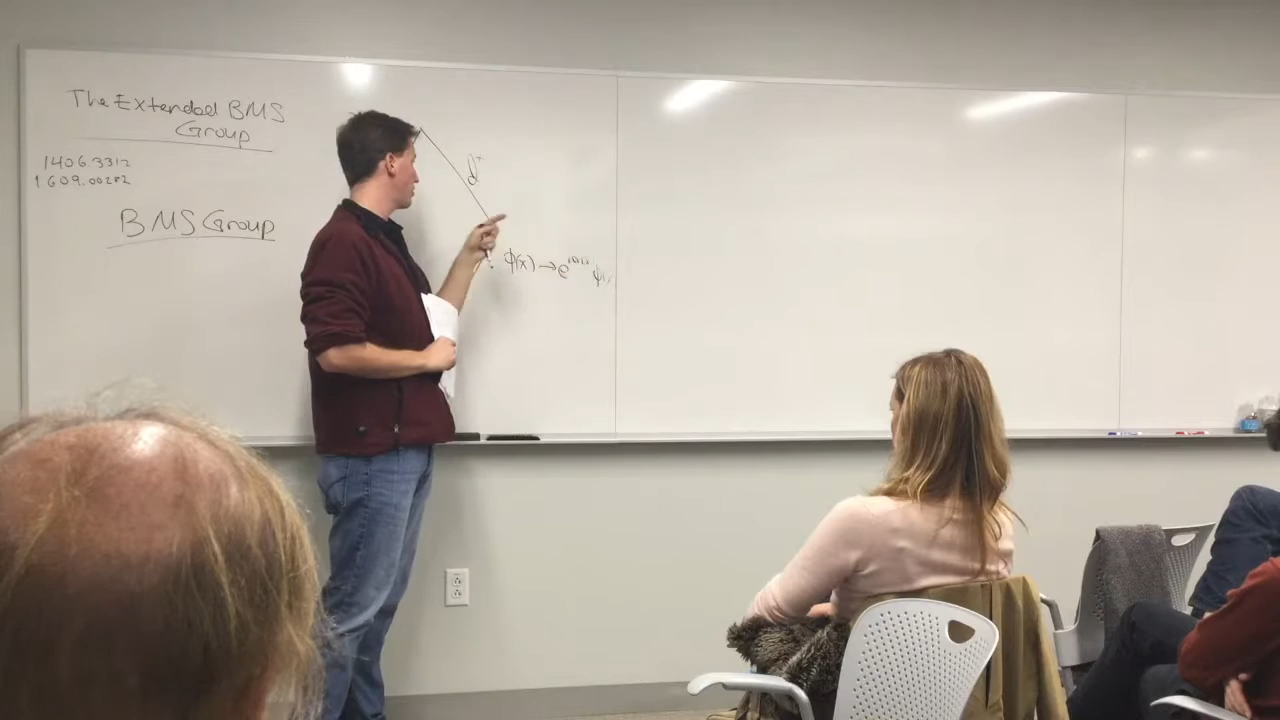 The Extended BMS
Group
1406.3312
1609.00282
BMS Group
𝒥⁺
ϕ(x) → e ϕ(